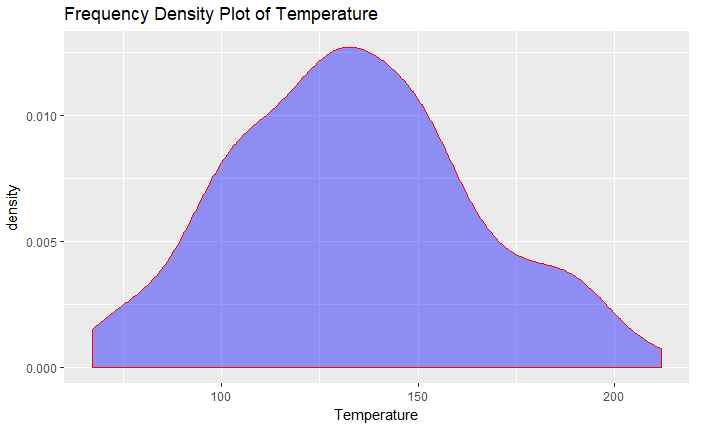 Frequency Density Plot of Temperature
0.010
0.005
0.000
density
100 150 200
Temperature